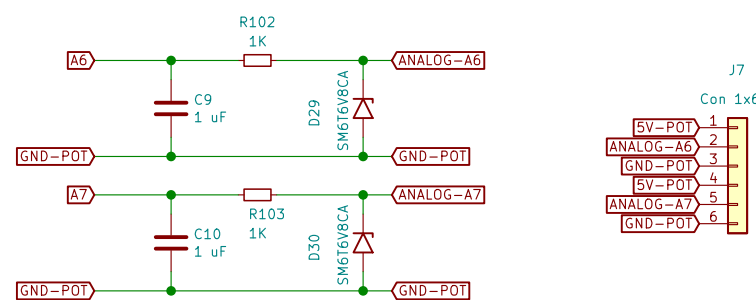 R102
1K
A6
ANALOG-A6
C9
1 uF
D29
SM6T6V8CA
GND-POT
GND-POT
A7
ANALOG-A7
R103
1K
C10
1 uF
D30
SM6T6V8CA
GND-POT
GND-POT
J7
Con 1x6
5V-POT 1
ANALOG-A6 2
GND-POT 3
5V-POT 4
ANALOG-A7 5
GND-POT 6